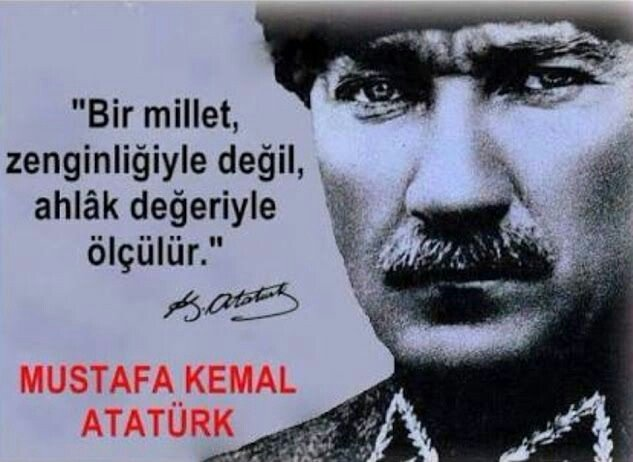 "Bir millet,
zenginliğiyle değil,
ahlâk değeriyle
ölçülür."
K. Atatürk
MUSTAFA KEMAL
ATATÜRK